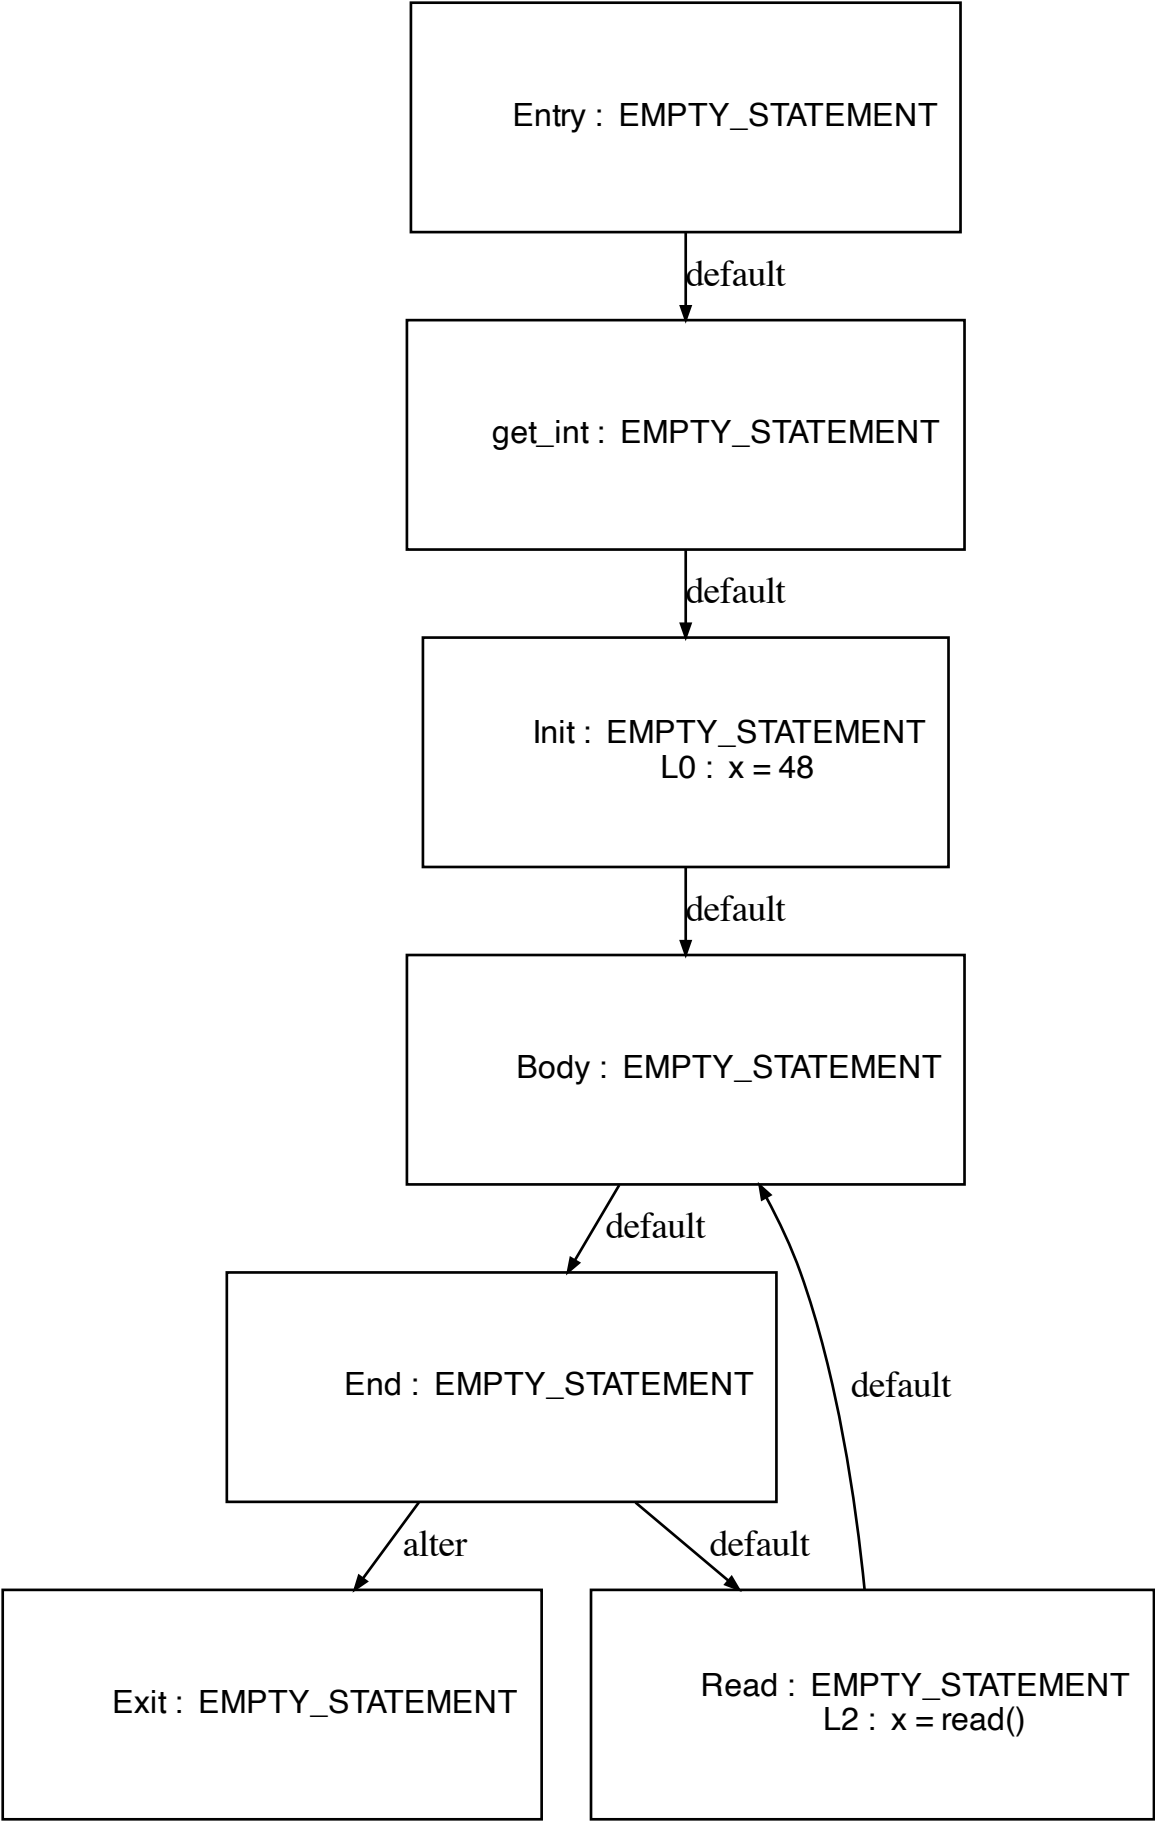 Entry : EMPTY_STATEMENT
default
get_int : EMPTY_STATEMENT
default
Init : EMPTY_STATEMENT
L0 : x = 48
default
Body : EMPTY_STATEMENT
default
End : EMPTY_STATEMENT
default
alter
default
Exit : EMPTY_STATEMENT
Read : EMPTY_STATEMENT
L2 : x = read()